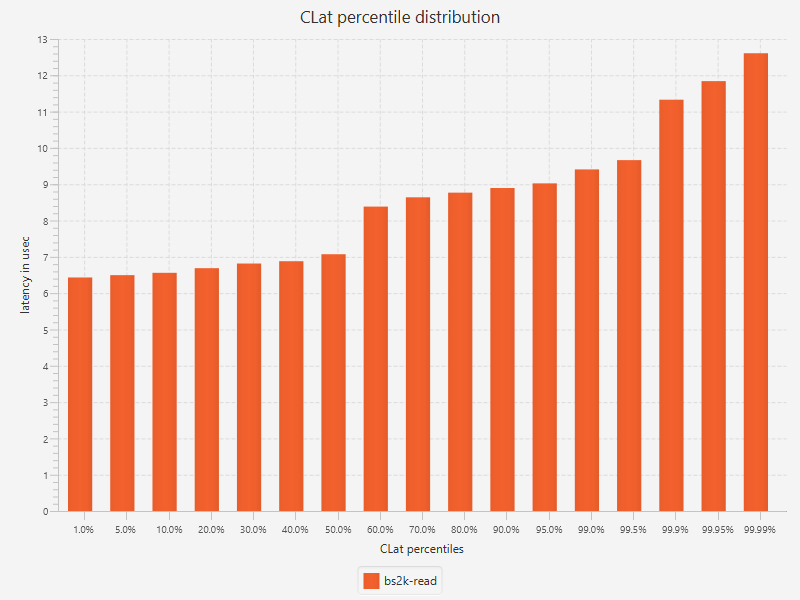 CLat percentile distribution
13
12
11
10
9
8
7
6
5
4
3
2
1
0
latency in usec
1.0% 5.0% 10.0% 20.0% 30.0% 40.0% 50.0% 60.0% 70.0% 80.0% 90.0% 95.0% 99.0% 99.5% 99.9% 99.95% 99.99%
CLat percentiles
bs2k-read